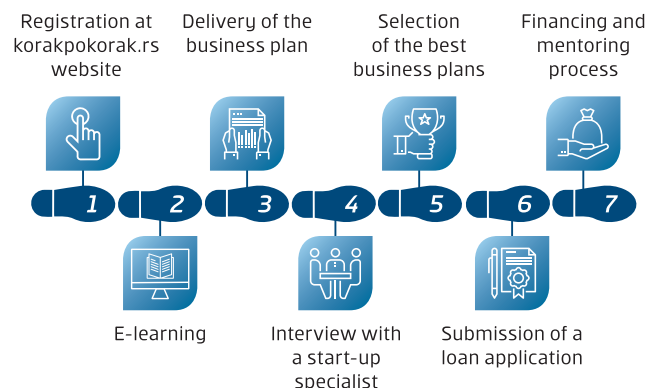 Registration at
korakpokorak.rs
website
Delivery of the
business plan
Selection
of the best
business plans
Financing and
mentoring
process
1
2
3
4
5
6
7
E-learning
Interview with
a start-up
specialist
Submission of a
loan application